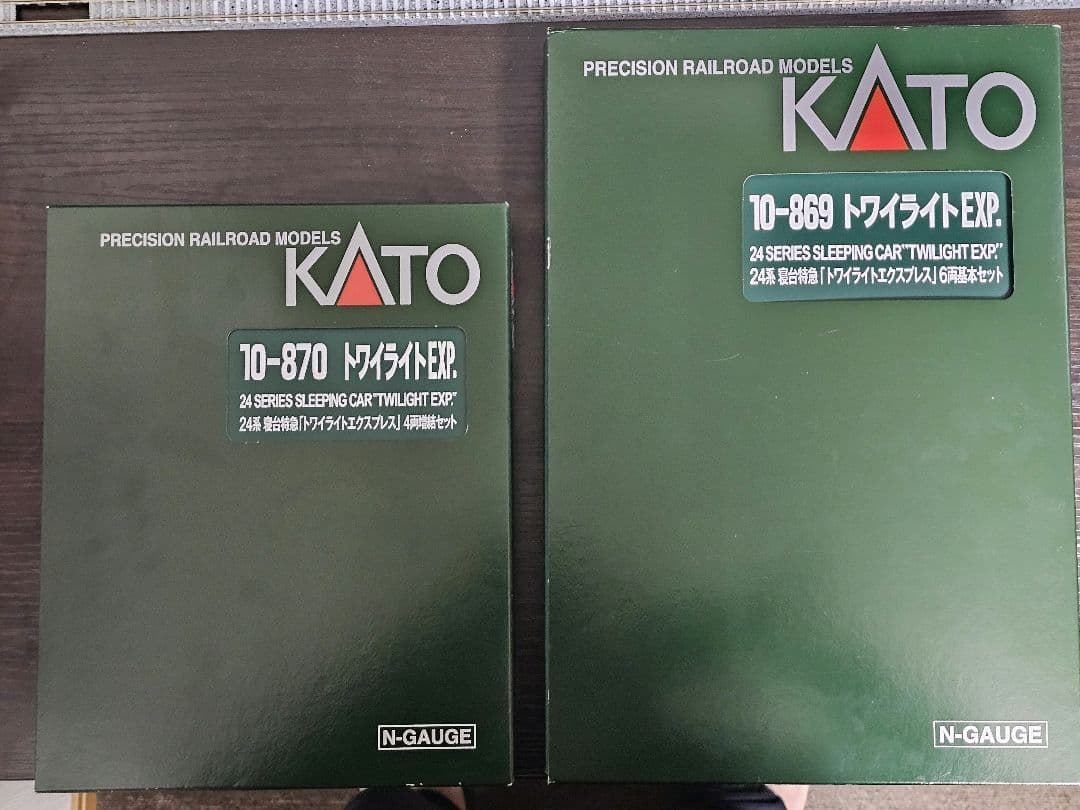 PRECISION RAILROAD MODELS
KATO
10-870 トワイライトEXP.
24 SERIES SLEEPING CAR"TWILIGHT EXP."
24系 寝台特急「トワイライトエクスプレス」 4両増結セット
N-GAUGE
PRECISION RAILROAD MODELS
KATO
10-869 トワイライトEXP.
24 SERIES SLEEPING CAR"TWILIGHT EXP."
24系 寝台特急「トワイライトエクスプレス」 6両基本セット
N-GAUGE